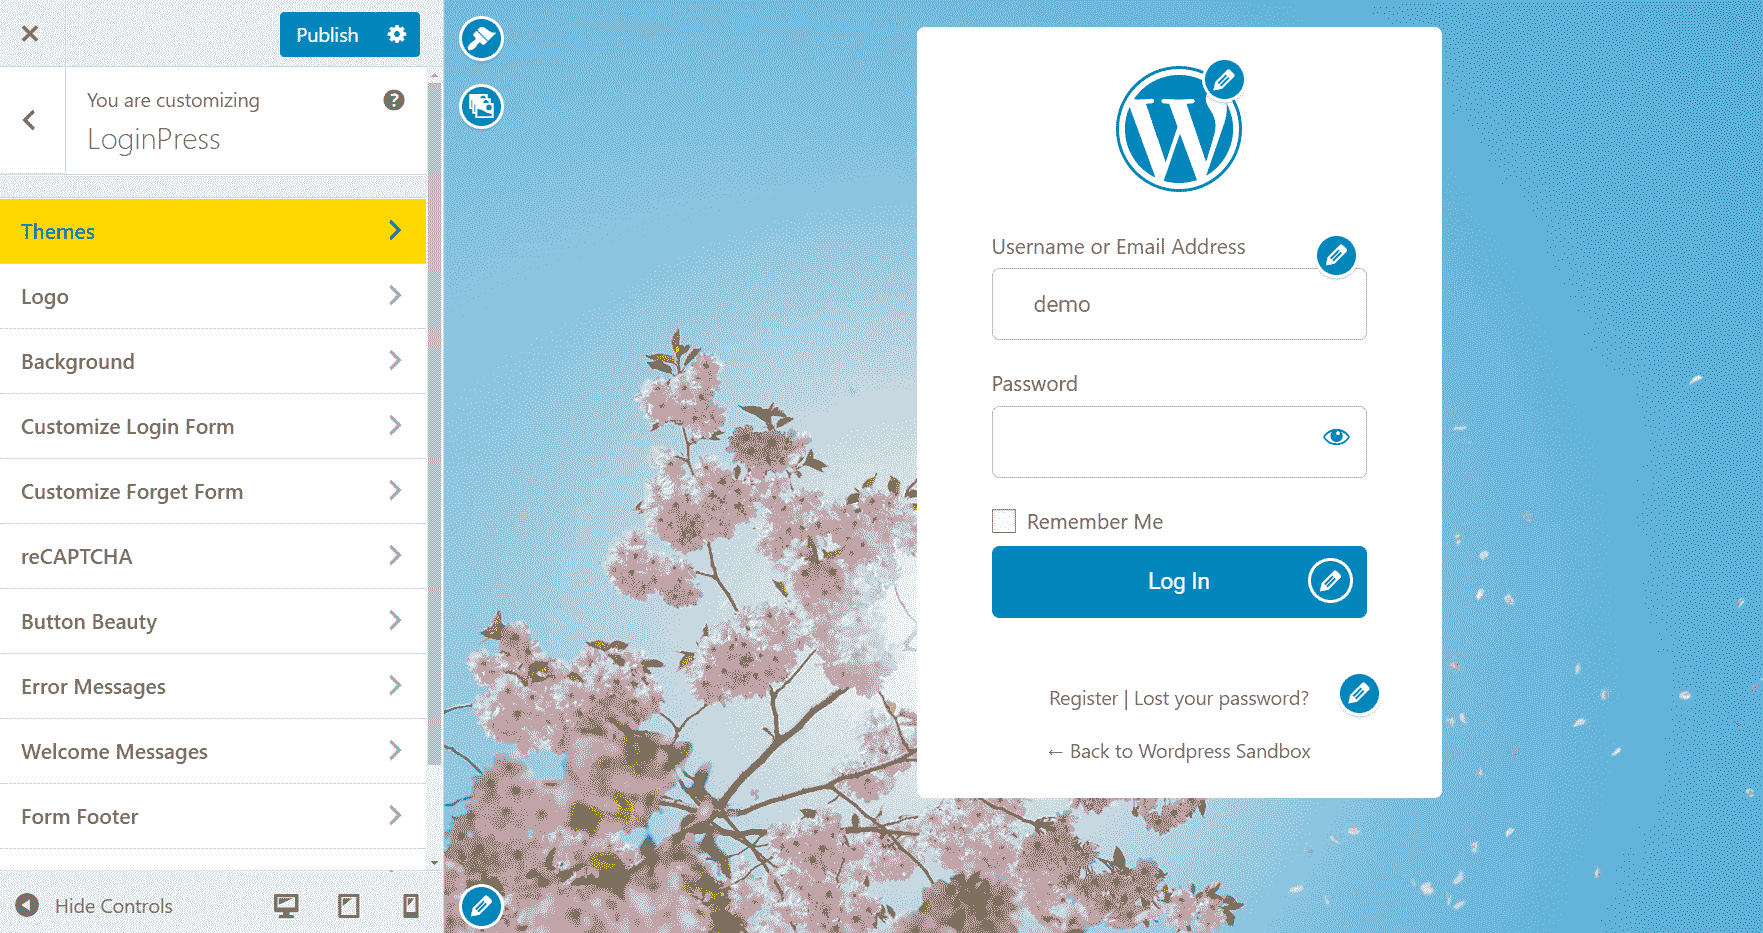 Publish
You are customizing
LoginPress
Themes
Logo
Background
Customize Login Form
Customize Forget Form
reCAPTCHA
Button Beauty
Error Messages
Welcome Messages
Form Footer
Hide Controls
Username or Email Address
demo
Password
Remember Me
Log In
Register | Lost your password?
← Back to Wordpress Sandbox